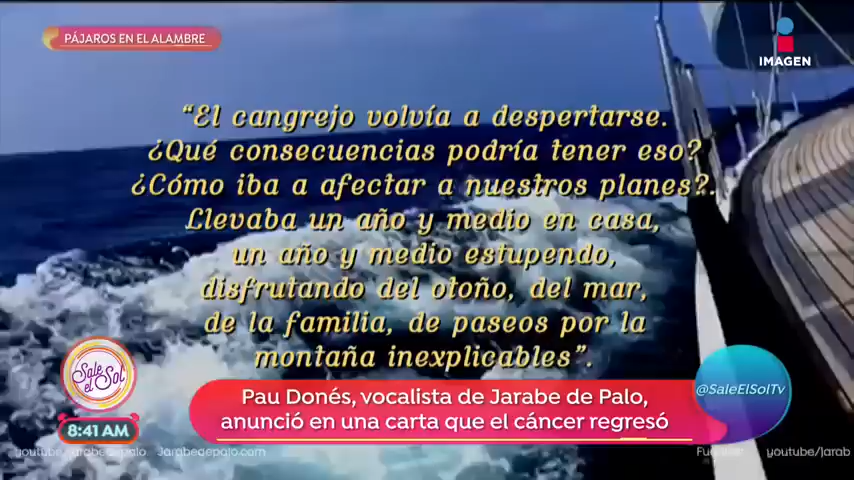 PÁJAROS EN EL ALAMBRE
IMAGEN
“El cangrejo volvía a despertarse.
¿Qué consecuencias podría tener eso?
¿Cómo iba a afectar a nuestros planes?.
Llevaba un año y medio en casa,
un año y medio estupendo,
disfrutando del otoño, del mar,
de la familia, de paseos por la
montaña inexplicables”.
Sale
el Sol
Pau Donés, vocalista de Jarabe de Palo,
anunció en una carta que el cáncer regresó
@SaleElSolTv
8:41 AM
youtube/jarabedepalo Jarabedepalo.com
youtube/jarab